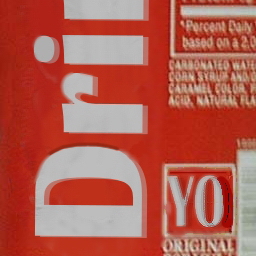 Dri
*Percent Daily
based on a 2,0
CARBONATED WATE
CORN SYRUP AND/O
CARAMEL COLOR, P
ACID, NATURAL FLA
YO
ORIGINAL